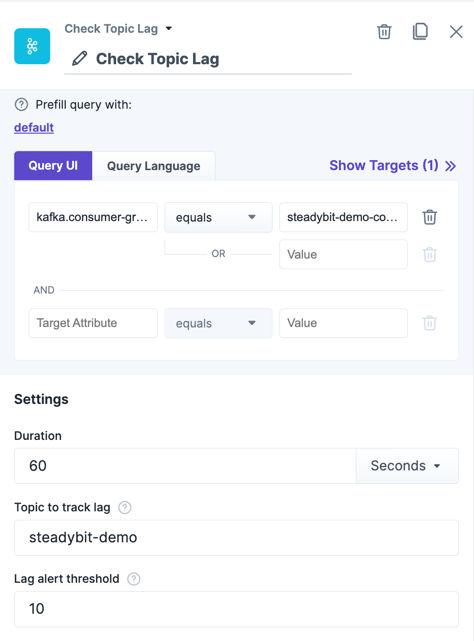 Check Topic Lag
Check Topic Lag
Prefill query with:
default
Query UI Query Language Show Targets (1)
kafka.consumer-gr... equals steadybit-demo-co...
OR Value
AND
Target Attribute equals Value
Settings
Duration
60 Seconds
Topic to track lag ?
steadybit-demo
Lag alert threshold ?
10